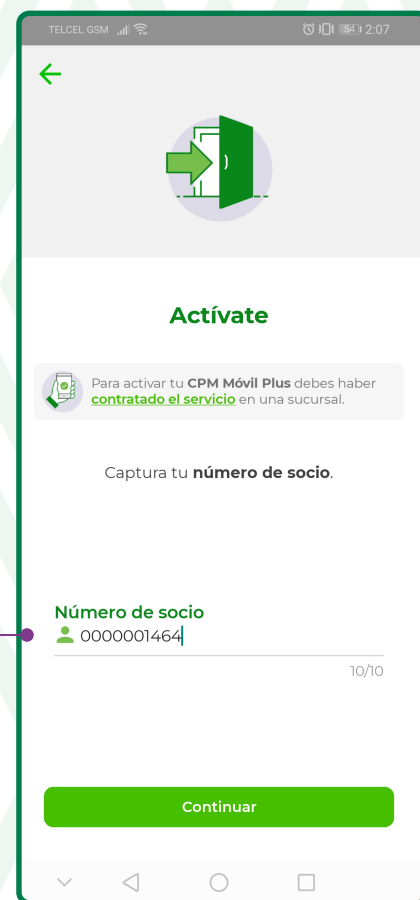 TELCEL GSM 54 2:07
Actívate
Para activar tu CPM Móvil Plus debes haber
contratado el servicio en una sucursal.
Captura tu número de socio.
Número de socio
0000001464
10/10
Continuar